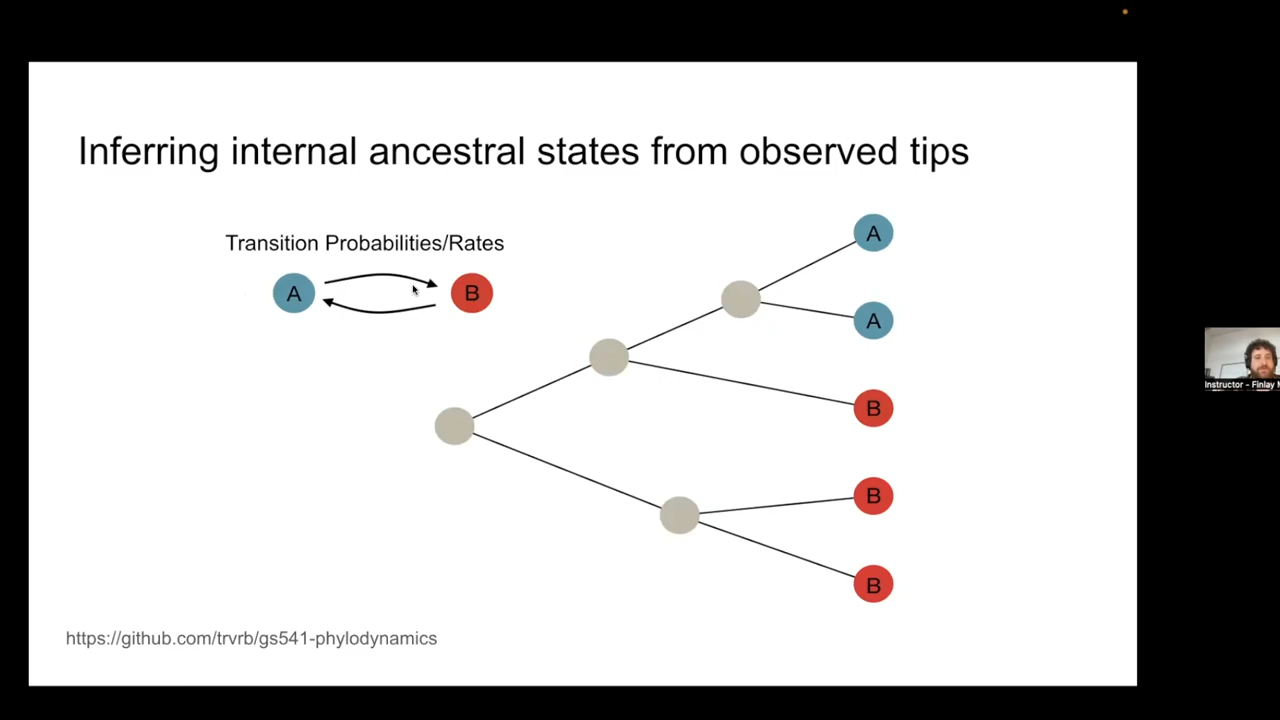 Inferring internal ancestral states from observed tips
Transition Probabilities/Rates
A
B
A
A
B
B
B
https://github.com/trvrb/gs541-phylodynamics
Instructor - Finlay M